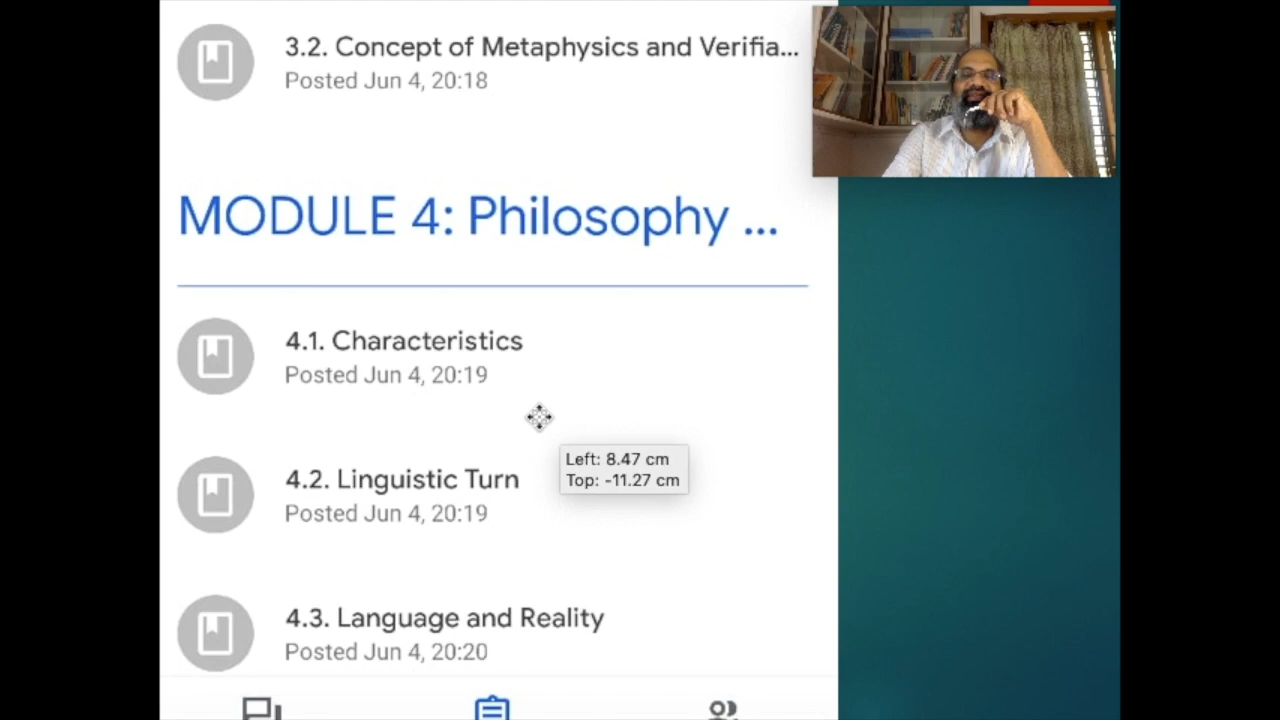 3.2. Concept of Metaphysics and Verifia...
Posted Jun 4, 20:18
MODULE 4: Philosophy ...
4.1. Characteristics
Posted Jun 4, 20:19
Left: 8.47 cm
Top: -11.27 cm
4.2. Linguistic Turn
Posted Jun 4, 20:19
4.3. Language and Reality
Posted Jun 4, 20:20